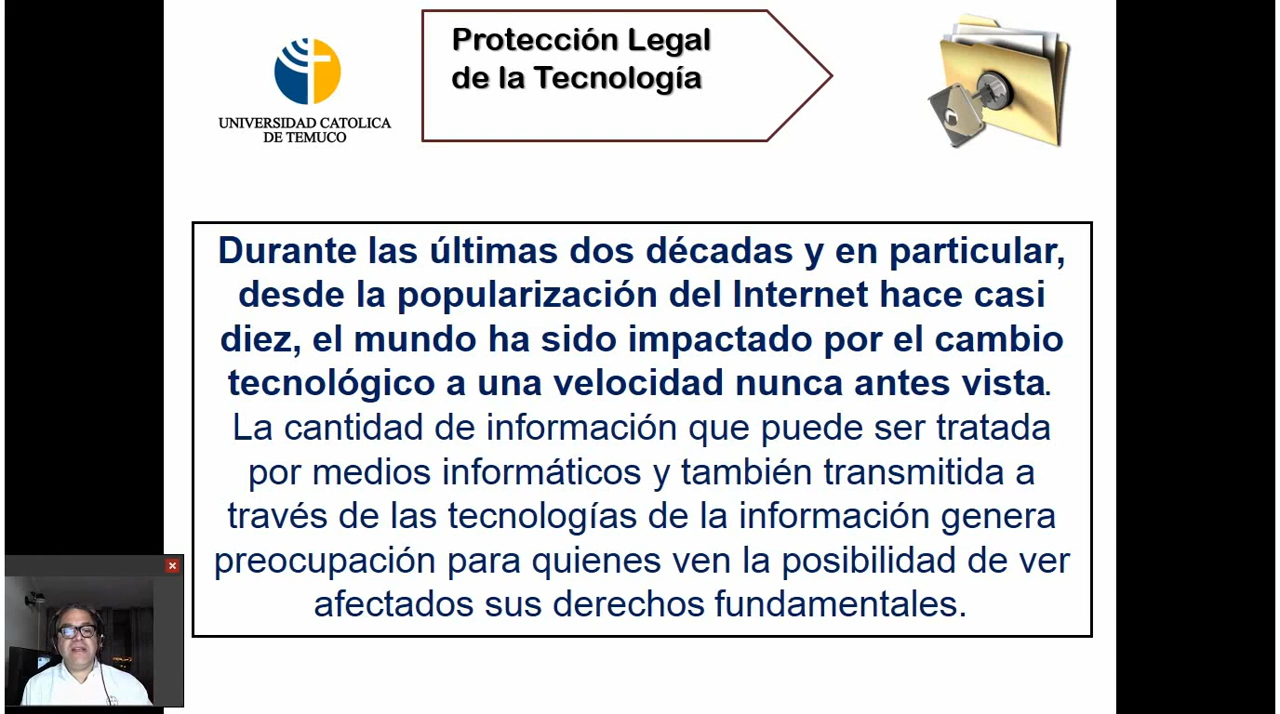 Protección Legal
de la Tecnología
UNIVERSIDAD CATOLICA
DE TEMUCO
Durante las últimas dos décadas y en particular,
desde la popularización del Internet hace casi
diez, el mundo ha sido impactado por el cambio
tecnológico a una velocidad nunca antes vista.
La cantidad de información que puede ser tratada
por medios informáticos y también transmitida a
través de las tecnologías de la información genera
preocupación para quienes ven la posibilidad de ver
afectados sus derechos fundamentales.